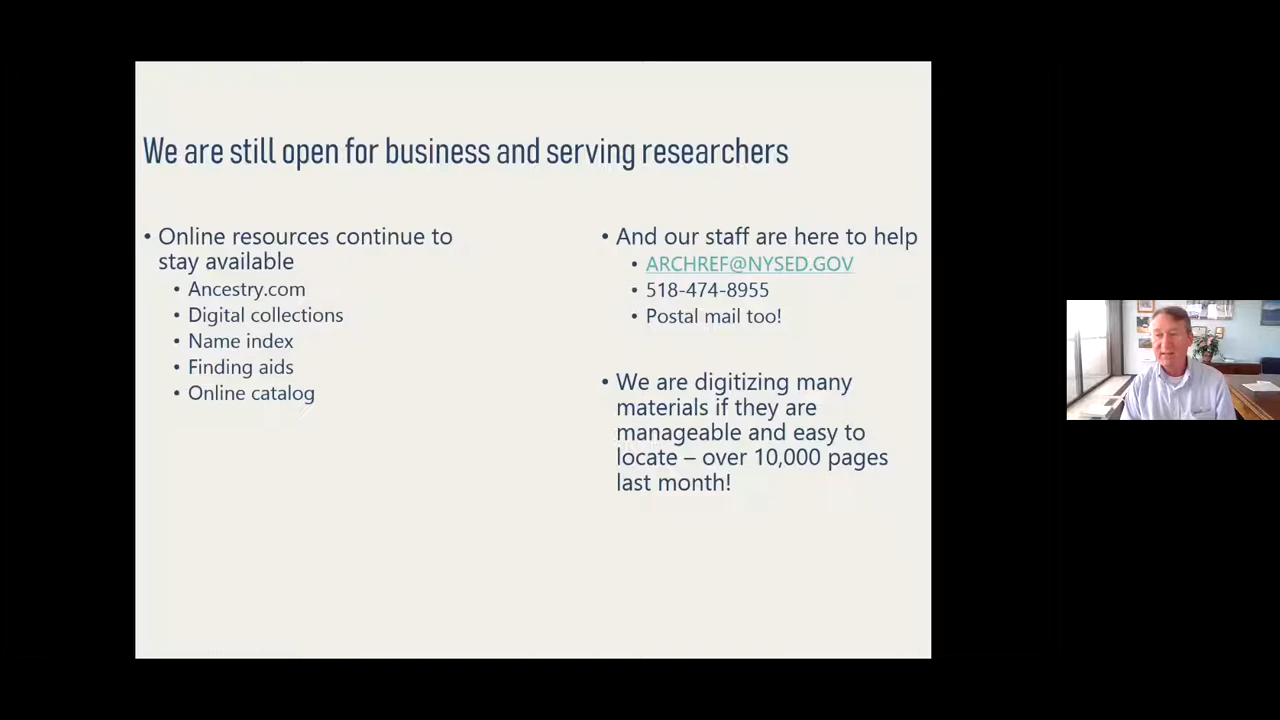 We are still open for business and serving researchers
• Online resources continue to
stay available
• Ancestry.com
• Digital collections
• Name index
• Finding aids
• Online catalog
• And our staff are here to help
• ARCHREF@NYSED.GOV
• 518-474-8955
• Postal mail too!
• We are digitizing many
materials if they are
manageable and easy to
locate – over 10,000 pages
last month!